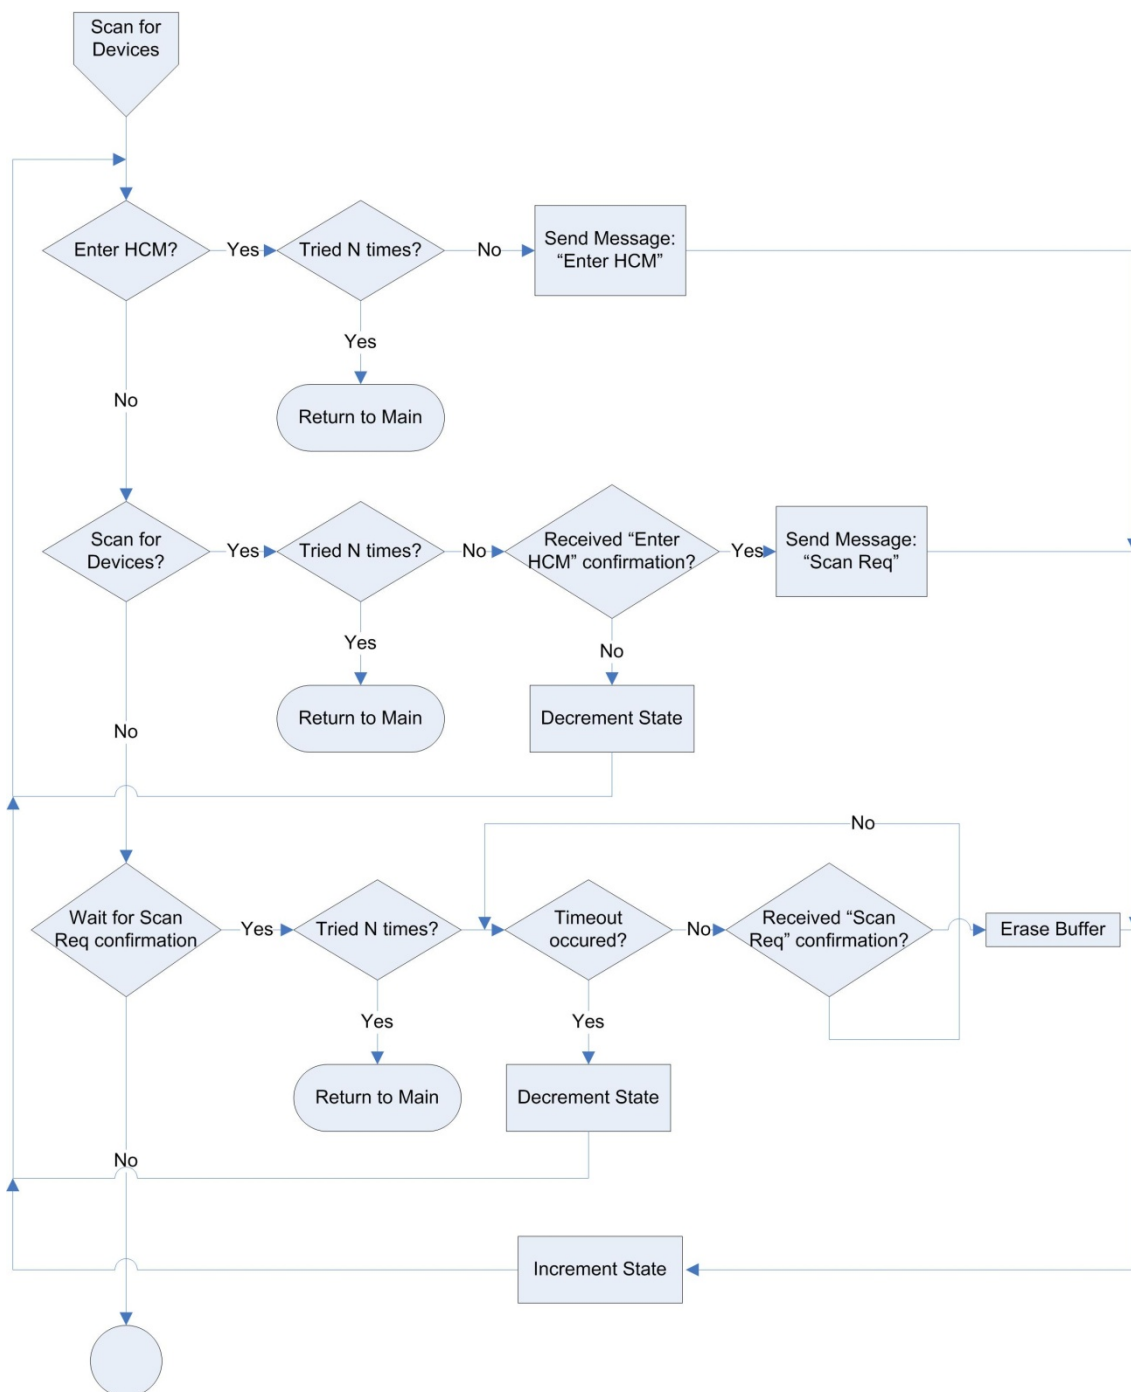 Scan for
Devices
Enter HCM?
Yes
Tried N times?
No
Send Message:
“Enter HCM”
Yes
Return to Main
No
Scan for
Devices?
Yes
Tried N times?
No
Received “Enter
HCM” confirmation?
Yes
Send Message:
“Scan Req”
Yes
No
Return to Main
Decrement State
No
No
Wait for Scan
Req confirmation
Yes
Tried N times?
Timeout
occured?
No
Received “Scan
Req” confirmation?
Erase Buffer
Yes
Yes
Return to Main
Decrement State
No
Increment State